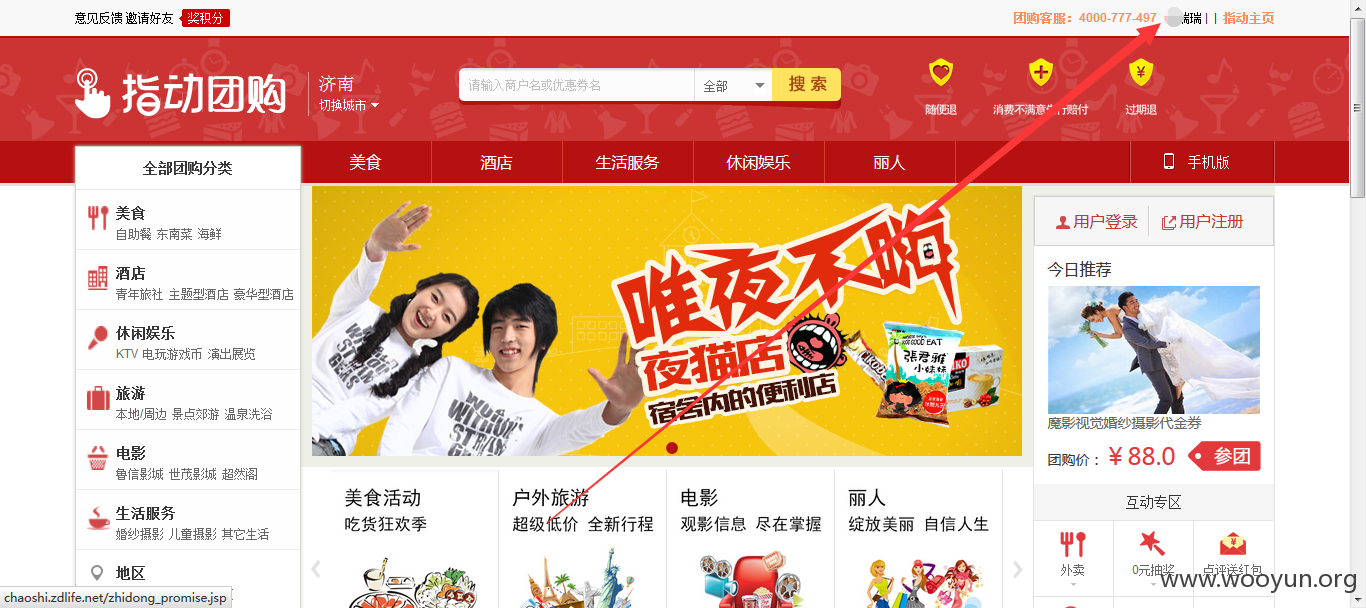 意见反馈 邀请好友 奖积分
团购客服：4000-777-497 瑞 | | 指动主页
指动团购
济南
切换城市
请输入商户名或优惠券名 全部 搜 索
随便退 消费不满意先行赔付 过期退
全部团购分类 美食 酒店 生活服务 休闲娱乐 丽人 手机版
美食
自助餐 东南菜 海鲜
酒店
青年旅社 主题型酒店 豪华型酒店
休闲娱乐
KTV 电玩游戏币 演出展览
旅游
本地/周边 景点郊游 温泉洗浴
电影
鲁信影城 世茂影城 超然阁
生活服务
婚纱摄影 儿童摄影 其它生活
地区
唯夜不嗨
夜猫店
宿舍内的便利店
GOOD EAT
張君雅
小妹妹
用户登录 用户注册
今日推荐
魔影视觉婚纱摄影代金券
团购价： ￥88.0 参团
互动专区
外卖 0元抽奖 点评送红包
美食活动
吃货狂欢季
户外旅游
超级低价 全新行程
电影
观影信息 尽在掌握
丽人
绽放美丽 自信人生
chaoshi.zdlife.net/zhidong_promise.jsp
www.wooyun.org